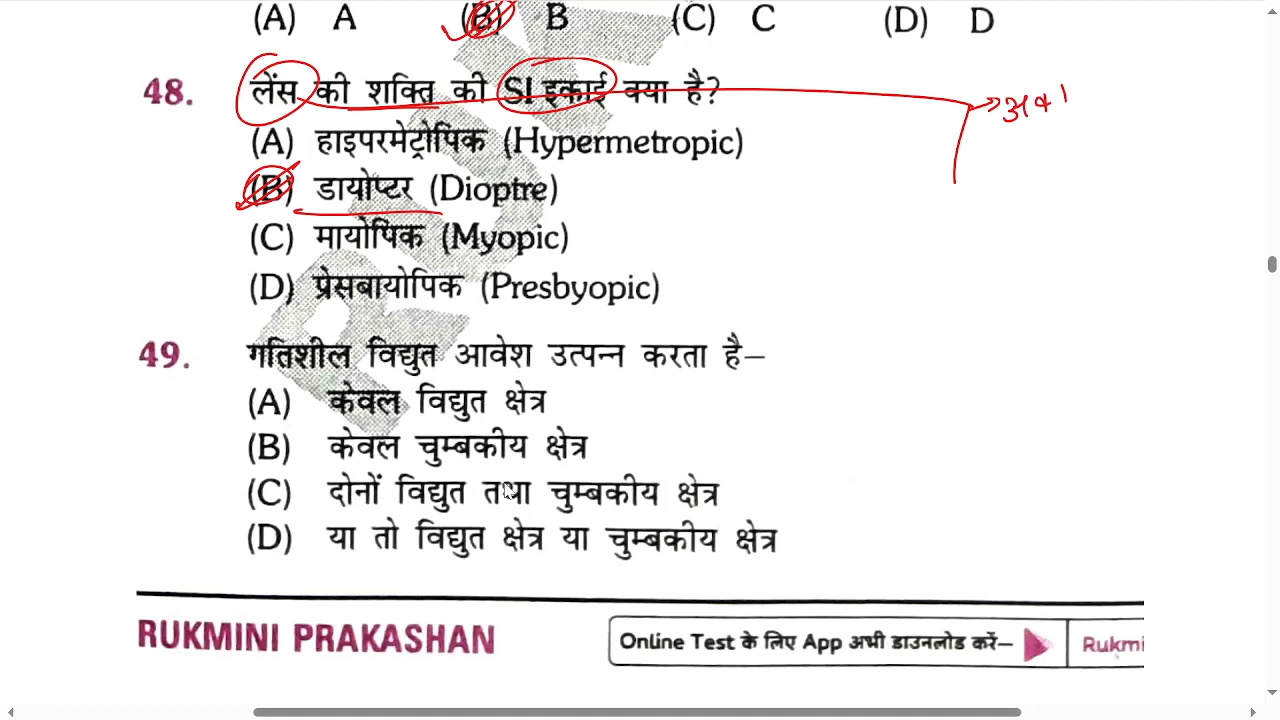 (A) A (B) B (C) C (D) D
48. लेंस की शक्ति की SI इकाई क्या है?
(A) हाइपरमेट्रोपिक (Hypermetropic)
(B) डायोप्टर (Dioptre)
(C) मायोपिक (Myopic)
(D) प्रेसबायोपिक (Presbyopic)
49. गतिशील विद्युत आवेश उत्पन्न करता है–
(A) केवल विद्युत क्षेत्र
(B) केवल चुम्बकीय क्षेत्र
(C) दोनों विद्युत तथा चुम्बकीय क्षेत्र
(D) या तो विद्युत क्षेत्र या चुम्बकीय क्षेत्र
RUKMINI PRAKASHAN
Online Test के लिए App अभी डाउनलोड करें–
Rukmi